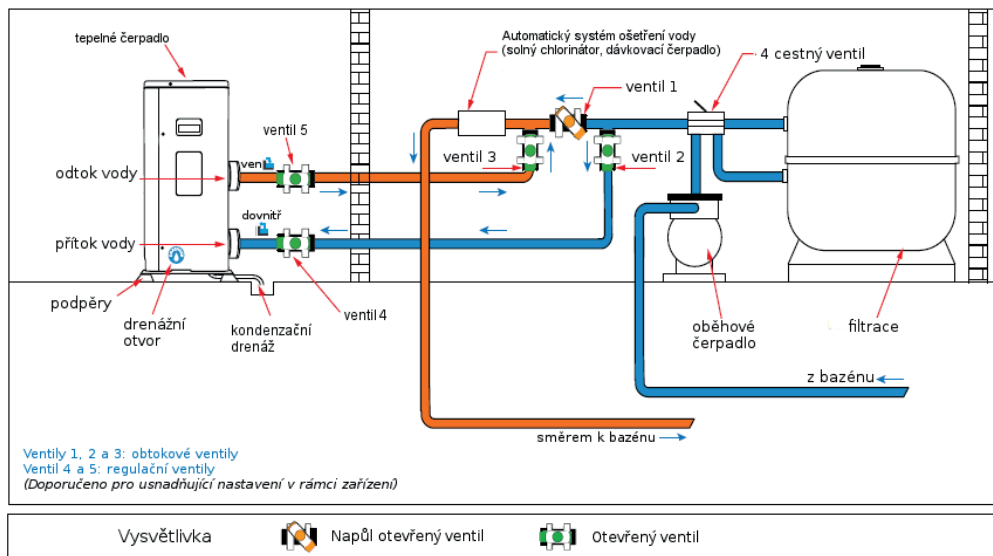 tepelné čerpadlo
Automatický systém ošetření vody
(solný chlorinátor, dávkovací čerpadlo)
4 cestný ventil
ventil 1
ventil 5
ventil 3
ventil 2
ven
odtok vody
dovnitř
přítok vody
podpěry
drenážní
otvor
kondenzační
drenáž
ventil 4
oběhové
čerpadlo
filtrace
z bazénu
směrem k bazénu
Ventily 1, 2 a 3: obtokové ventily
Ventil 4 a 5: regulační ventily
(Doporučeno pro usnadňující nastavení v rámci zařízení)
Vysvětlivka
Napůl otevřený ventil
Otevřený ventil